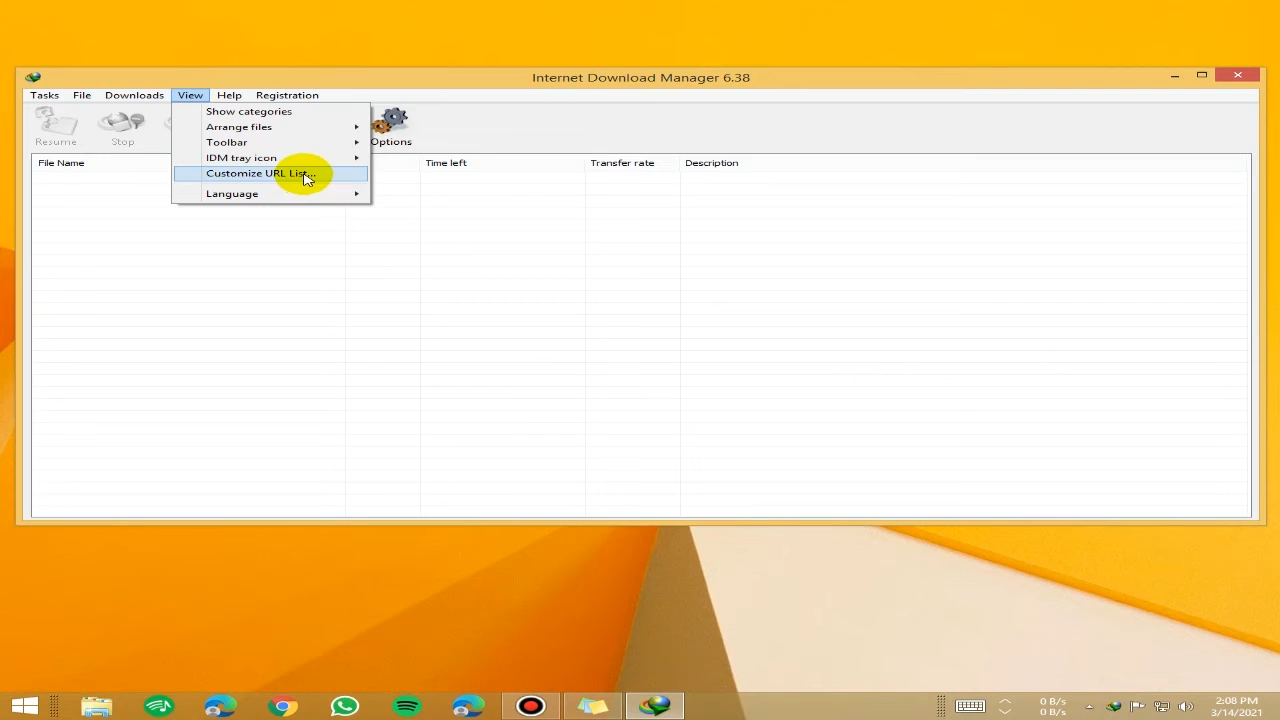 Internet Download Manager 6.38
Tasks File Downloads View Help Registration
Show categories
Arrange files
Toolbar
IDM tray icon
Customize URL List...
Language
Resume Stop Options
File Name Time left Transfer rate Description
0 B/s
0 B/s
2:08 PM
3/14/2021